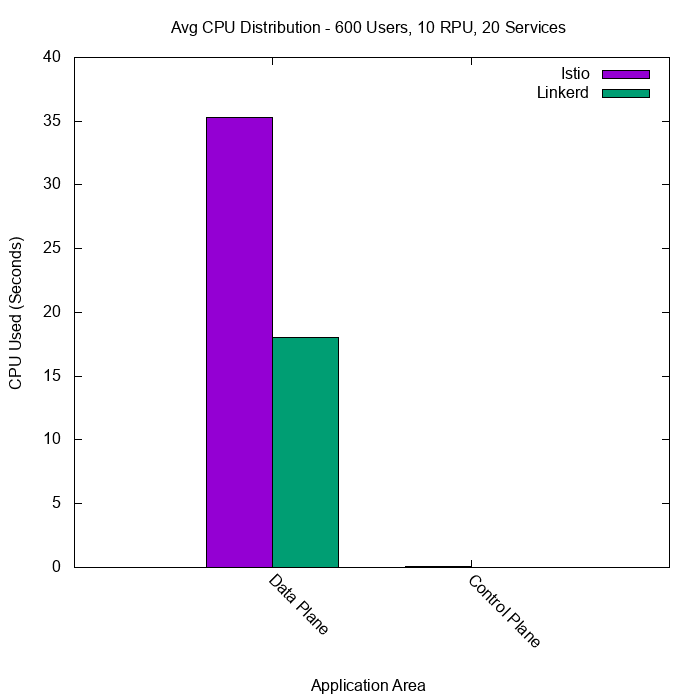 Avg CPU Distribution - 600 Users, 10 RPU, 20 Services
Istio
Linkerd
40
35
30
25
20
15
10
5
0
CPU Used (Seconds)
Data Plane
Control Plane
Application Area